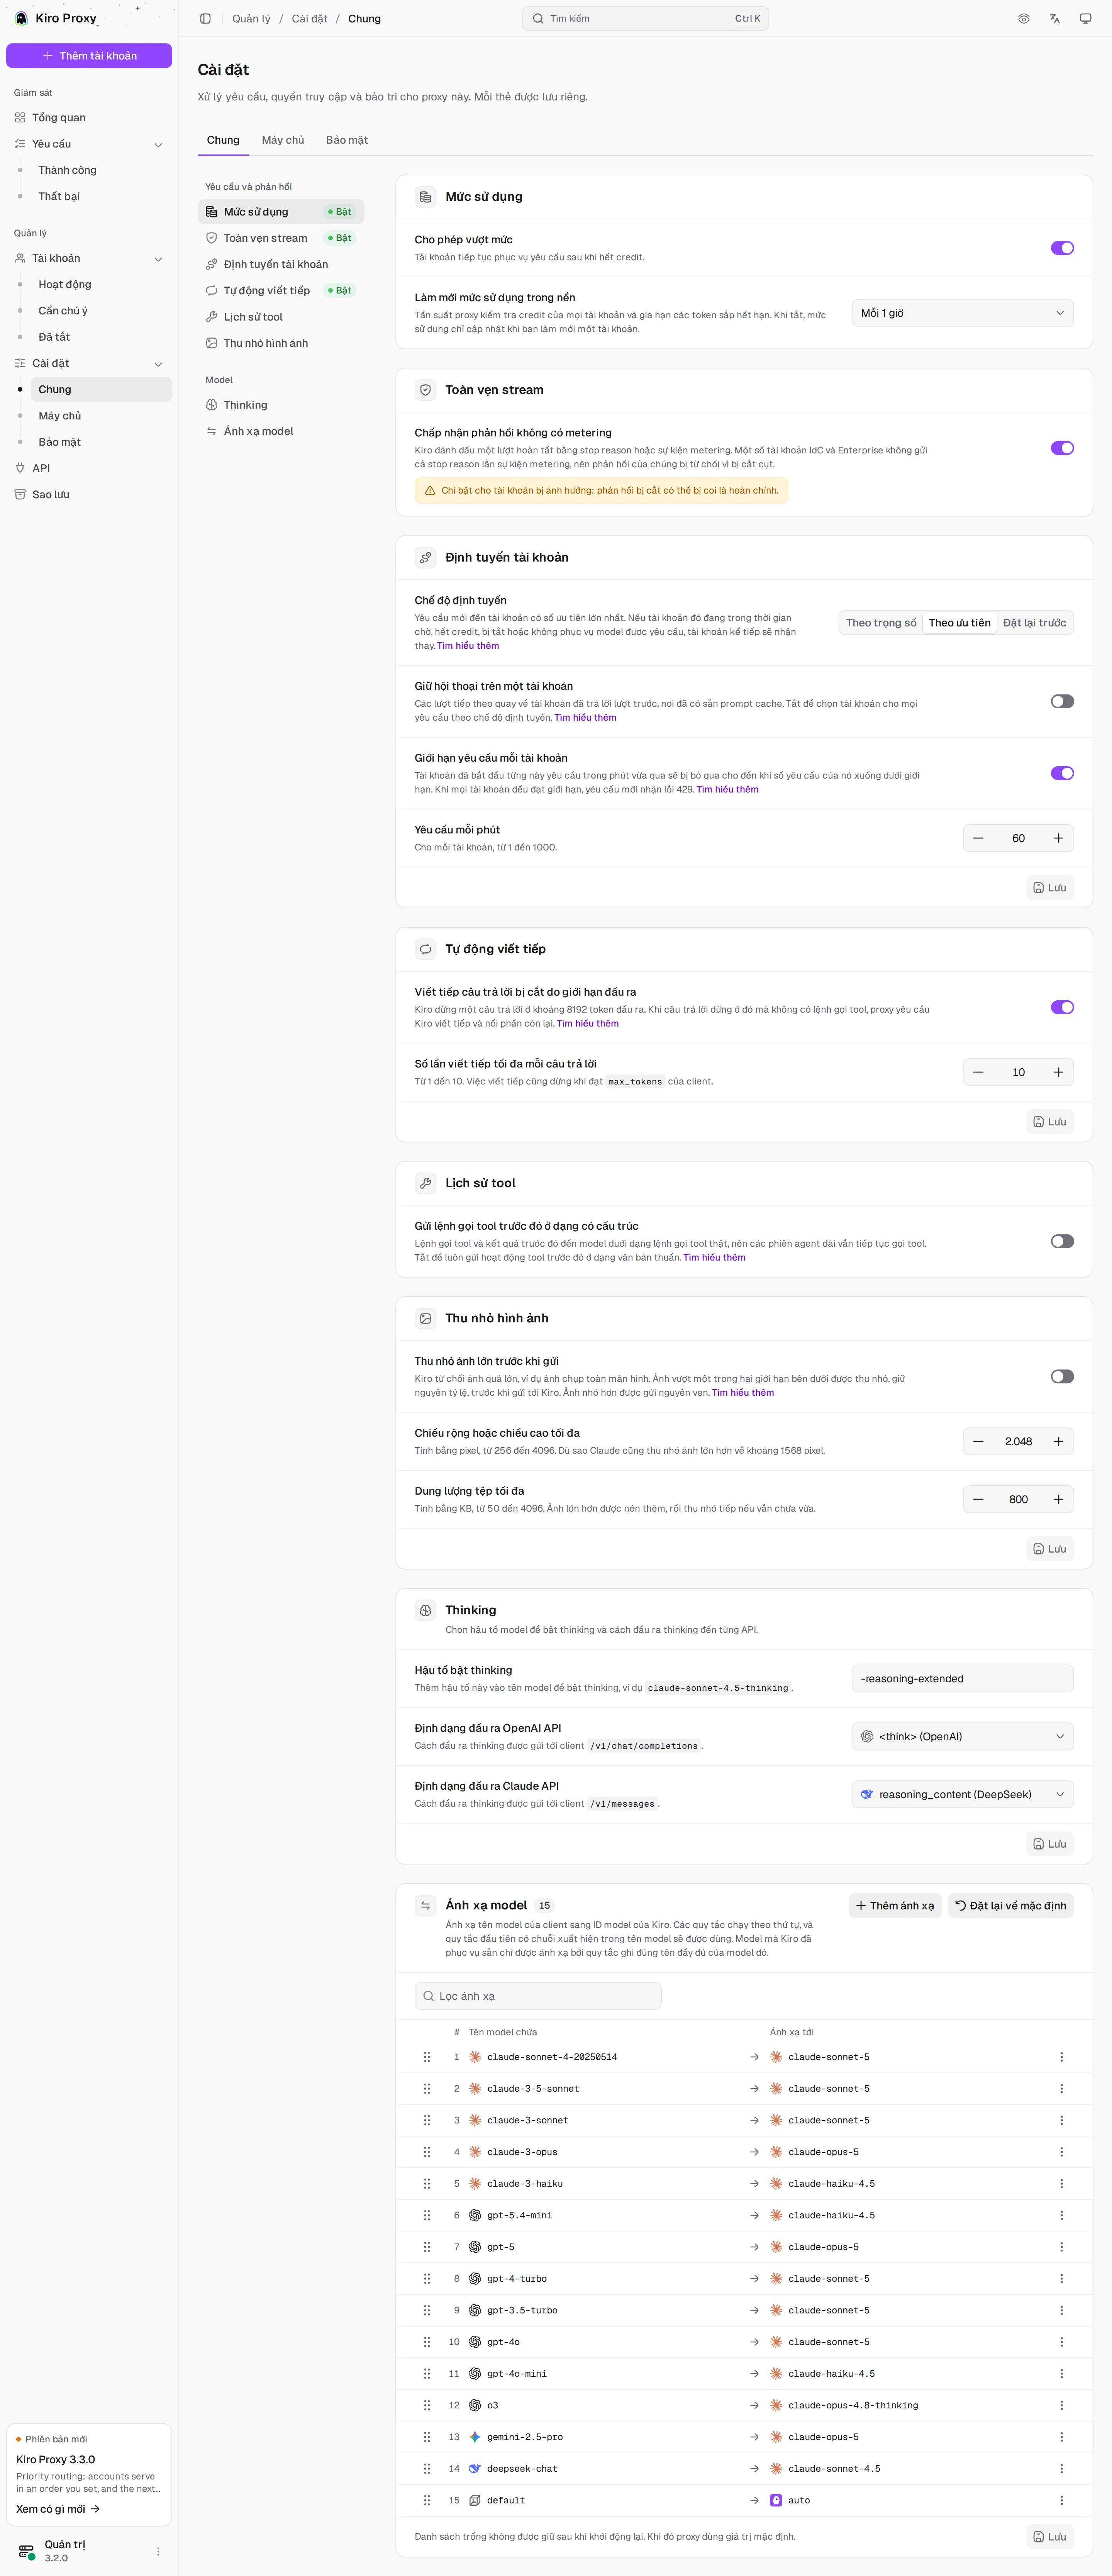 Kiro Proxy
Thêm tài khoản
Giám sát
Tổng quan
Yêu cầu
Thành công
Thất bại
Quản lý
Tài khoản
Hoạt động
Cần chú ý
Đã tắt
Cài đặt
Chung
Máy chủ
Bảo mật
API
Sao lưu
Phiên bản mới
Kiro Proxy 3.3.0
Priority routing: accounts serve
in an order you set, and the next...
Xem có gì mới
Quản trị
3.2.0
Quản lý / Cài đặt / Chung
Tìm kiếm
Ctrl K
Cài đặt
Xử lý yêu cầu, quyền truy cập và bảo trì cho proxy này. Mỗi thẻ được lưu riêng.
Chung
Máy chủ
Bảo mật
Yêu cầu và phản hồi
Mức sử dụng
Bật
Toàn vẹn stream
Bật
Định tuyến tài khoản
Tự động viết tiếp
Bật
Lịch sử tool
Thu nhỏ hình ảnh
Model
Thinking
Ánh xạ model
Mức sử dụng
Cho phép vượt mức
Tài khoản tiếp tục phục vụ yêu cầu sau khi hết credit.
Làm mới mức sử dụng trong nền
Tần suất proxy kiểm tra credit của mọi tài khoản và gia hạn các token sắp hết hạn. Khi tắt, mức
sử dụng chỉ cập nhật khi bạn làm mới một tài khoản.
Mỗi 1 giờ
Toàn vẹn stream
Chấp nhận phản hồi không có metering
Kiro đánh dấu một lượt hoàn tất bằng stop reason hoặc sự kiện metering. Một số tài khoản IdC và Enterprise không gửi
cả stop reason lẫn sự kiện metering, nên phản hồi của chúng bị từ chối vì bị cắt cụt.
Chỉ bật cho tài khoản bị ảnh hưởng: phản hồi bị cắt có thể bị coi là hoàn chỉnh.
Định tuyến tài khoản
Chế độ định tuyến
Yêu cầu mới đến tài khoản có số ưu tiên lớn nhất. Nếu tài khoản đó đang trong thời gian
chờ, hết credit, bị tắt hoặc không phục vụ model được yêu cầu, tài khoản kế tiếp sẽ nhận
thay. Tìm hiểu thêm
Theo trọng số
Theo ưu tiên
Đặt lại trước
Giữ hội thoại trên một tài khoản
Các lượt tiếp theo quay về tài khoản đã trả lời lượt trước, nơi đã có sẵn prompt cache. Tắt để chọn tài khoản cho mọi
yêu cầu theo chế độ định tuyến. Tìm hiểu thêm
Giới hạn yêu cầu mỗi tài khoản
Tài khoản đã bắt đầu từng này yêu cầu trong phút vừa qua sẽ bị bỏ qua cho đến khi số yêu cầu của nó xuống dưới giới
hạn. Khi mọi tài khoản đều đạt giới hạn, yêu cầu mới nhận lỗi 429. Tìm hiểu thêm
Yêu cầu mỗi phút
Cho mỗi tài khoản, từ 1 đến 1000.
60
Lưu
Tự động viết tiếp
Viết tiếp câu trả lời bị cắt do giới hạn đầu ra
Kiro dừng một câu trả lời ở khoảng 8192 token đầu ra. Khi câu trả lời dừng ở đó mà không có lệnh gọi tool, proxy yêu cầu
Kiro viết tiếp và nối phần còn lại. Tìm hiểu thêm
Số lần viết tiếp tối đa mỗi câu trả lời
Từ 1 đến 10. Việc viết tiếp cũng dừng khi đạt max_tokens của client.
10
Lưu
Lịch sử tool
Gửi lệnh gọi tool trước đó ở dạng có cấu trúc
Lệnh gọi tool và kết quả trước đó đến model dưới dạng lệnh gọi tool thật, nên các phiên agent dài vẫn tiếp tục gọi tool.
Tắt để luôn gửi hoạt động tool trước đó ở dạng văn bản thuần. Tìm hiểu thêm
Thu nhỏ hình ảnh
Thu nhỏ ảnh lớn trước khi gửi
Kiro từ chối ảnh quá lớn, ví dụ ảnh chụp toàn màn hình. Ảnh vượt một trong hai giới hạn bên dưới được thu nhỏ, giữ
nguyên tỷ lệ, trước khi gửi tới Kiro. Ảnh nhỏ hơn được gửi nguyên vẹn. Tìm hiểu thêm
Chiều rộng hoặc chiều cao tối đa
Tính bằng pixel, từ 256 đến 4096. Dù sao Claude cũng thu nhỏ ảnh lớn hơn về khoảng 1568 pixel.
2.048
Dung lượng tệp tối đa
Tính bằng KB, từ 50 đến 4096. Ảnh lớn hơn được nén thêm, rồi thu nhỏ tiếp nếu vẫn chưa vừa.
800
Lưu
Thinking
Chọn hậu tố model để bật thinking và cách đầu ra thinking đến từng API.
Hậu tố bật thinking
Thêm hậu tố này vào tên model để bật thinking, ví dụ claude-sonnet-4.5-thinking.
-reasoning-extended
Định dạng đầu ra OpenAI API
Cách đầu ra thinking được gửi tới client /v1/chat/completions.
<think> (OpenAI)
Định dạng đầu ra Claude API
Cách đầu ra thinking được gửi tới client /v1/messages.
reasoning_content (DeepSeek)
Lưu
Ánh xạ model 15
Ánh xạ tên model của client sang ID model của Kiro. Các quy tắc chạy theo thứ tự, và
quy tắc đầu tiên có chuỗi xuất hiện trong tên model sẽ được dùng. Model mà Kiro đã
phục vụ sẵn chỉ được ánh xạ bởi quy tắc ghi đúng tên đầy đủ của model đó.
Thêm ánh xạ
Đặt lại về mặc định
Lọc ánh xạ
# Tên model chứa Ánh xạ tới
1 claude-sonnet-4-20250514 → claude-sonnet-5
2 claude-3-5-sonnet → claude-sonnet-5
3 claude-3-sonnet → claude-sonnet-5
4 claude-3-opus → claude-opus-5
5 claude-3-haiku → claude-haiku-4.5
6 gpt-5.4-mini → claude-haiku-4.5
7 gpt-5 → claude-opus-5
8 gpt-4-turbo → claude-sonnet-5
9 gpt-3.5-turbo → claude-sonnet-5
10 gpt-4o → claude-sonnet-5
11 gpt-4o-mini → claude-haiku-4.5
12 o3 → claude-opus-4.8-thinking
13 gemini-2.5-pro → claude-opus-5
14 deepseek-chat → claude-sonnet-4.5
15 default → auto
Danh sách trống không được giữ sau khi khởi động lại. Khi đó proxy dùng giá trị mặc định.
Lưu